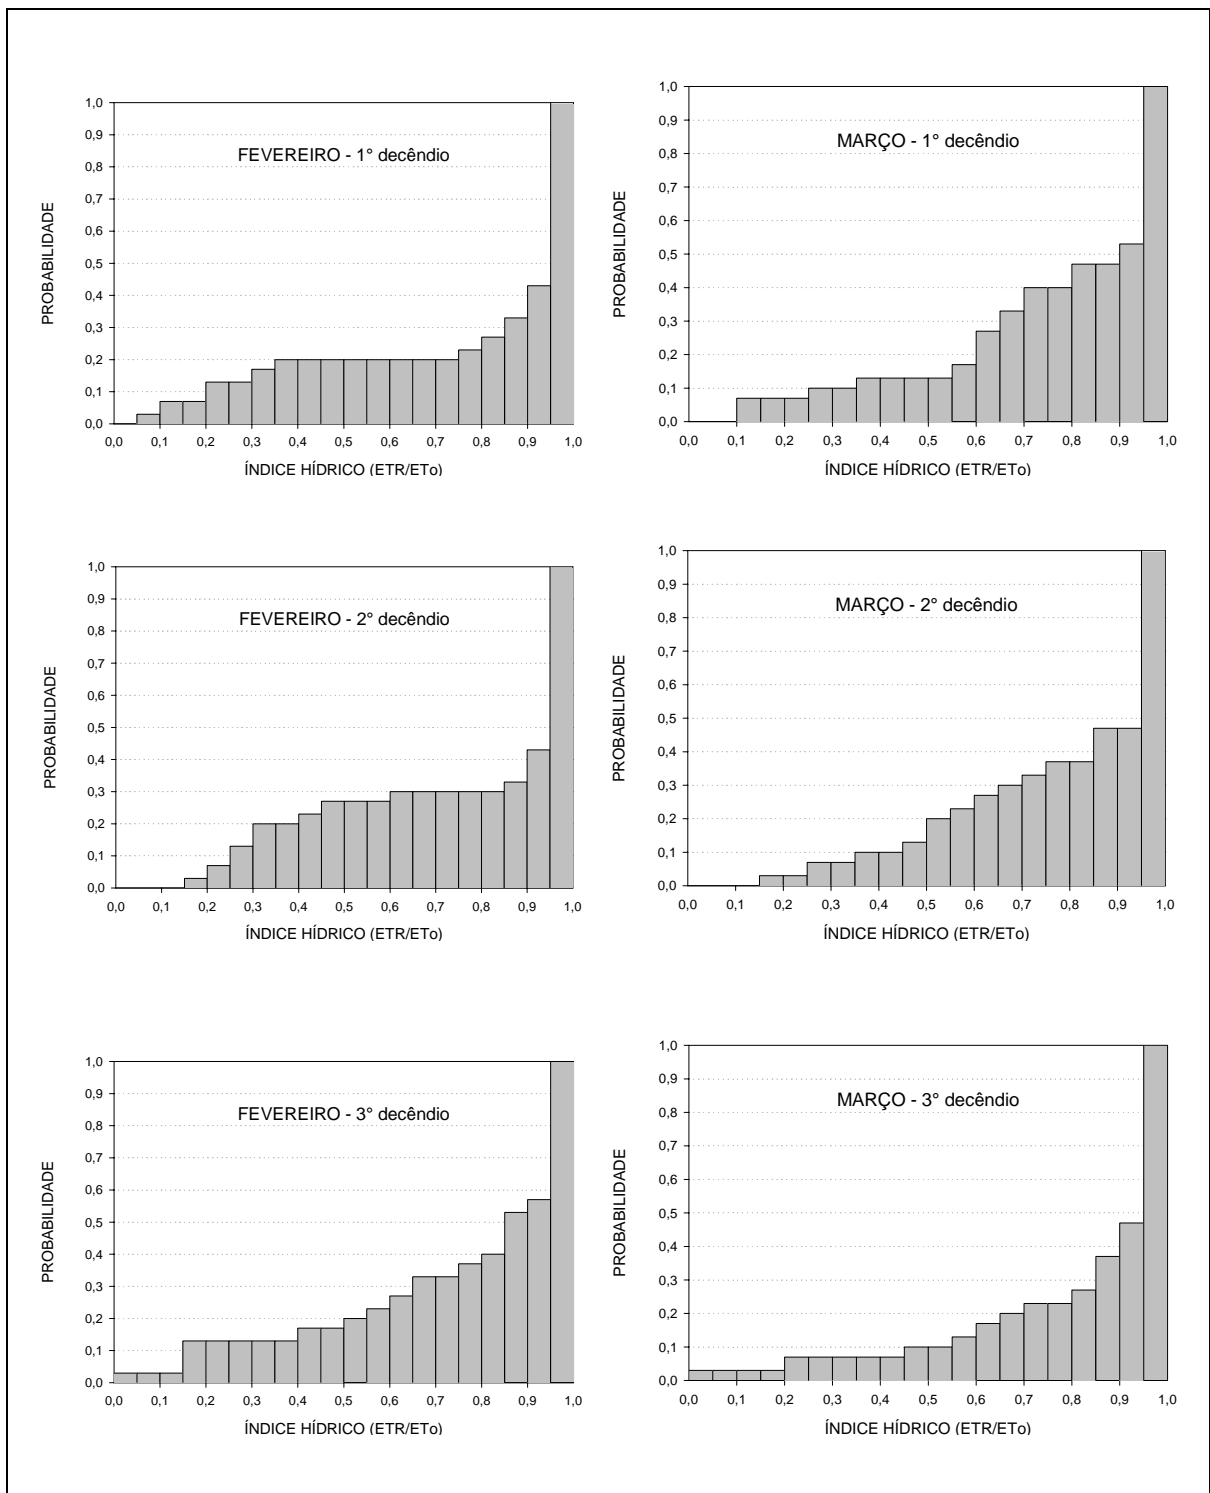 FEVEREIRO - 1° decêndio
PROBABILIDADE
1,0
0,9
0,8
0,7
0,6
0,5
0,4
0,3
0,2
0,1
0,0
0,0 0,1 0,2 0,3 0,4 0,5 0,6 0,7 0,8 0,9 1,0
ÍNDICE HÍDRICO (ETR/ETo)
MARÇO - 1° decêndio
PROBABILIDADE
1,0
0,9
0,8
0,7
0,6
0,5
0,4
0,3
0,2
0,1
0,0
0,0 0,1 0,2 0,3 0,4 0,5 0,6 0,7 0,8 0,9 1,0
ÍNDICE HÍDRICO (ETR/ETo)
FEVEREIRO - 2° decêndio
PROBABILIDADE
1,0
0,9
0,8
0,7
0,6
0,5
0,4
0,3
0,2
0,1
0,0
0,0 0,1 0,2 0,3 0,4 0,5 0,6 0,7 0,8 0,9 1,0
ÍNDICE HÍDRICO (ETR/ETo)
MARÇO - 2° decêndio
PROBABILIDADE
1,0
0,9
0,8
0,7
0,6
0,5
0,4
0,3
0,2
0,1
0,0
0,0 0,1 0,2 0,3 0,4 0,5 0,6 0,7 0,8 0,9 1,0
ÍNDICE HÍDRICO (ETR/ETo)
FEVEREIRO - 3° decêndio
PROBABILIDADE
1,0
0,9
0,8
0,7
0,6
0,5
0,4
0,3
0,2
0,1
0,0
0,0 0,1 0,2 0,3 0,4 0,5 0,6 0,7 0,8 0,9 1,0
ÍNDICE HÍDRICO (ETR/ETo)
MARÇO - 3° decêndio
PROBABILIDADE
1,0
0,9
0,8
0,7
0,6
0,5
0,4
0,3
0,2
0,1
0,0
0,0 0,1 0,2 0,3 0,4 0,5 0,6 0,7 0,8 0,9 1,0
ÍNDICE HÍDRICO (ETR/ETo)